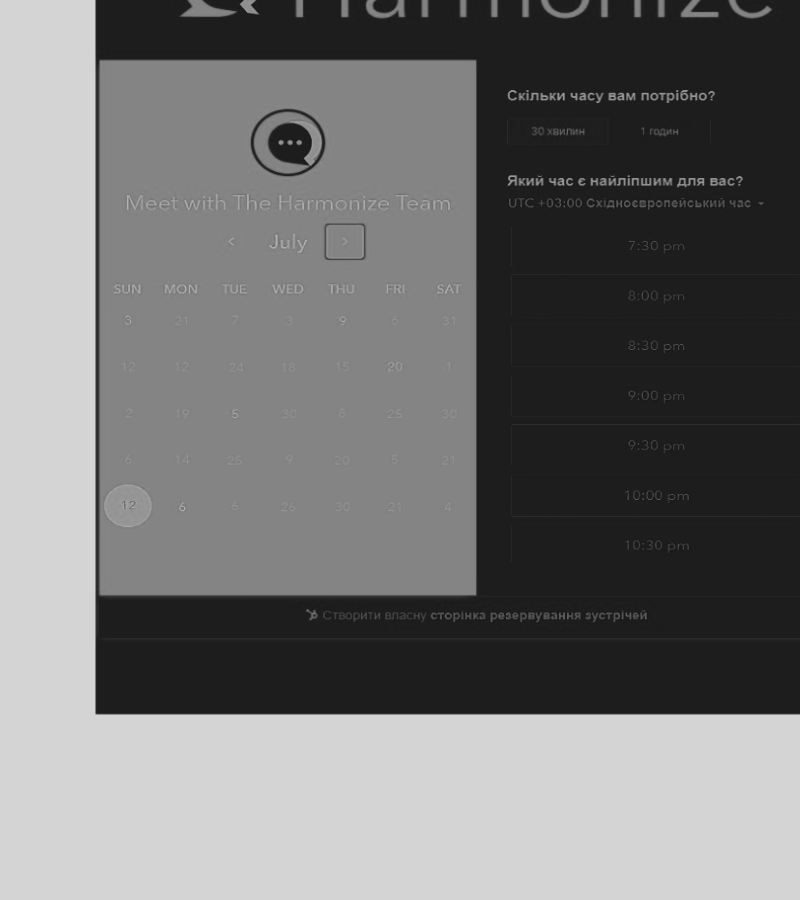 Harmonize
Meet with The Harmonize Team
July
SUN MON TUE WED THU FRI SAT
3 21 7 3 9 6 31
12 12 24 18 15 20 1
2 19 5 30 8 25 30
6 14 25 9 20 5 21
12 6 6 26 30 21 4
Скільки часу вам потрібно?
30 хвилин 1 годин
Який час є найліпшим для вас?
UTC +03:00 Східноєвропейський час
7:30 pm
8:00 pm
8:30 pm
9:00 pm
9:30 pm
10:00 pm
10:30 pm
Створити власну сторінка резервування зустрічей